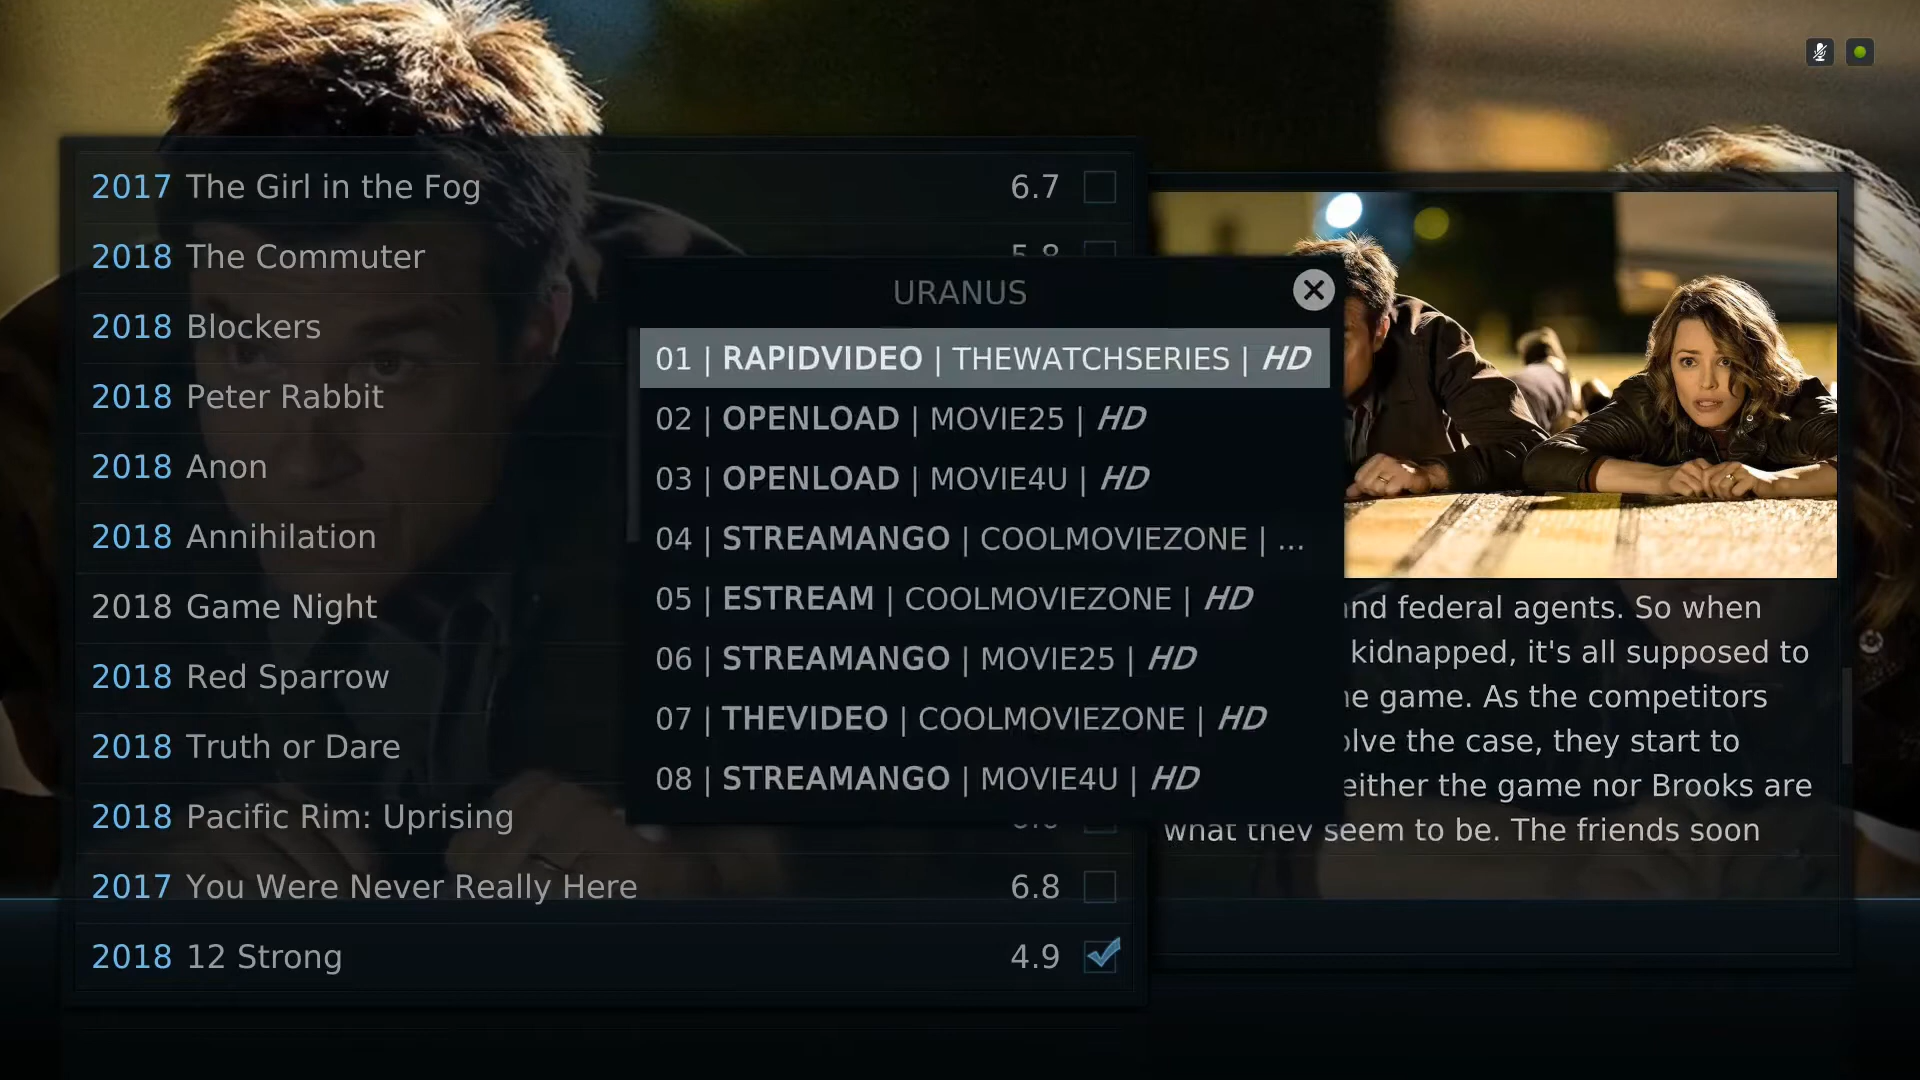 2017 The Girl in the Fog 6.7
2018 The Commuter 5.8
2018 Blockers
2018 Peter Rabbit
2018 Anon
2018 Annihilation
2018 Game Night
2018 Red Sparrow
2018 Truth or Dare
2018 Pacific Rim: Uprising
2017 You Were Never Really Here 6.8
2018 12 Strong 4.9
URANUS
01 | RAPIDVIDEO | THEWATCHSERIES | HD
02 | OPENLOAD | MOVIE25 | HD
03 | OPENLOAD | MOVIE4U | HD
04 | STREAMANGO | COOLMOVIEZONE | ...
05 | ESTREAM | COOLMOVIEZONE | HD
06 | STREAMANGO | MOVIE25 | HD
07 | THEVIDEO | COOLMOVIEZONE | HD
08 | STREAMANGO | MOVIE4U | HD
federal agents. So when
kidnapped, it's all supposed to
game. As the competitors
the case, they start to
either the game nor Brooks are
what they seem to be. The friends soon